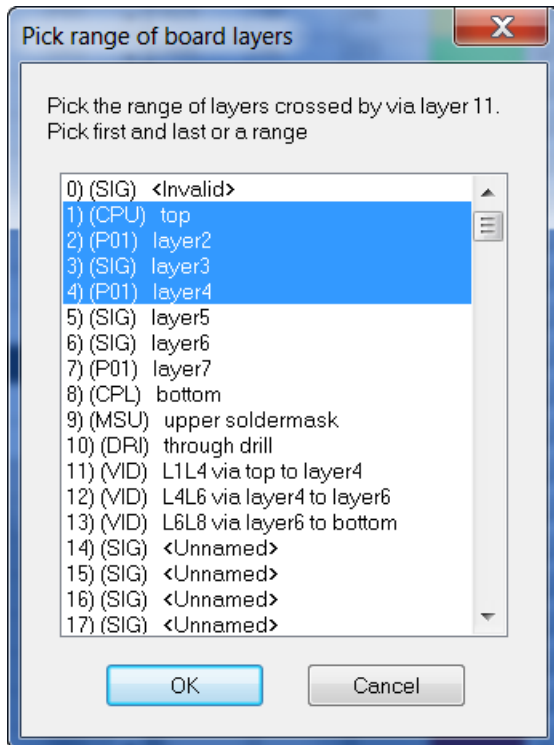 Pick range of board layers
Pick the range of layers crossed by via layer 11.
Pick first and last or a range
0) (SIG) <Invalid>
1) (CPU) top
2) (P01) layer2
3) (SIG) layer3
4) (P01) layer4
5) (SIG) layer5
6) (SIG) layer6
7) (P01) layer7
8) (CPL) bottom
9) (MSU) upper soldermask
10) (DRI) through drill
11) (VID) L1L4 via top to layer4
12) (VID) L4L6 via layer4 to layer6
13) (VID) L6L8 via layer6 to bottom
14) (SIG) <Unnamed>
15) (SIG) <Unnamed>
16) (SIG) <Unnamed>
17) (SIG) <Unnamed>
OK Cancel